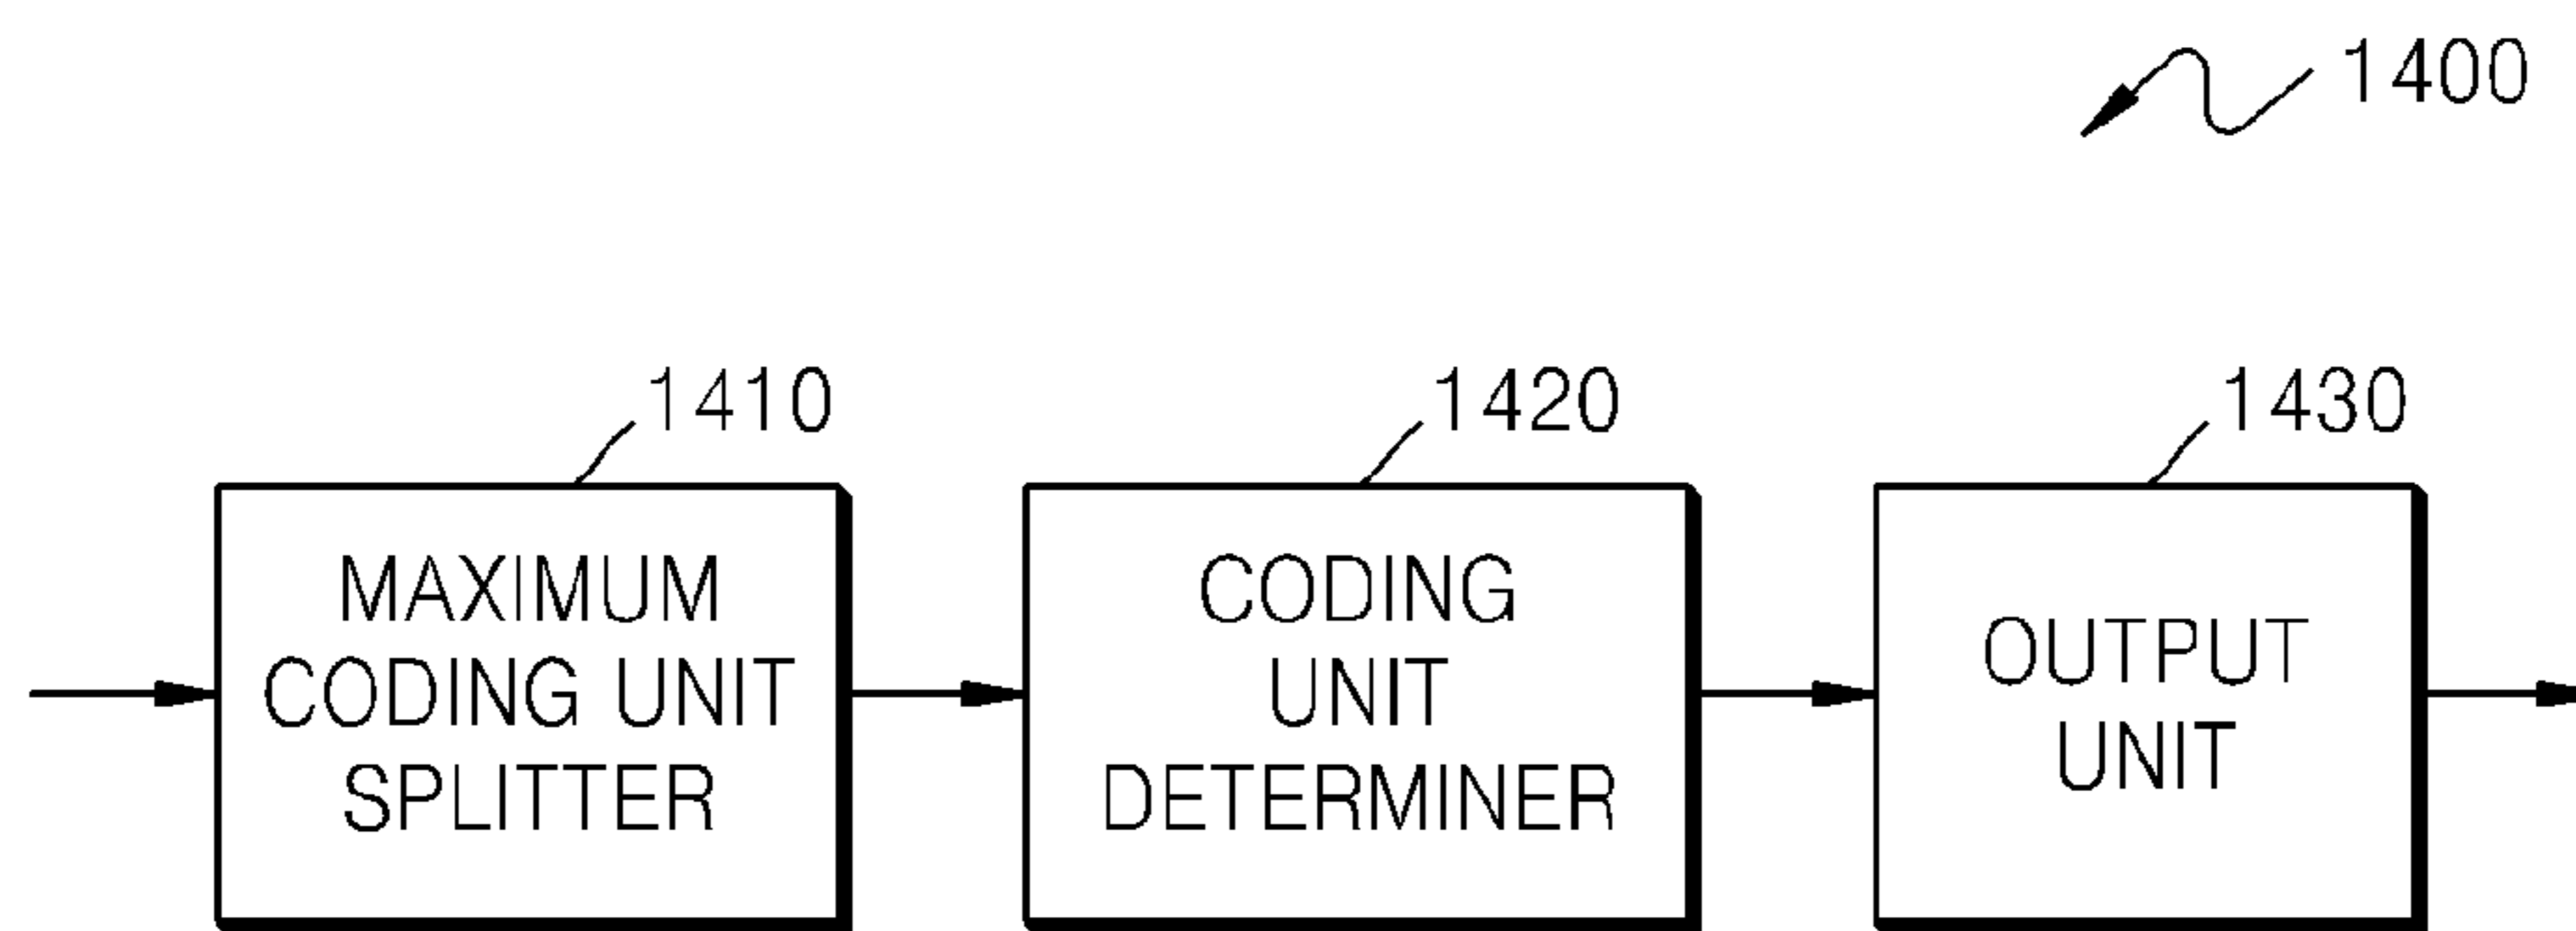 1400
1410
1420
1430
MAXIMUM
CODING UNIT
SPLITTER
CODING
UNIT
DETERMINER
OUTPUT
UNIT